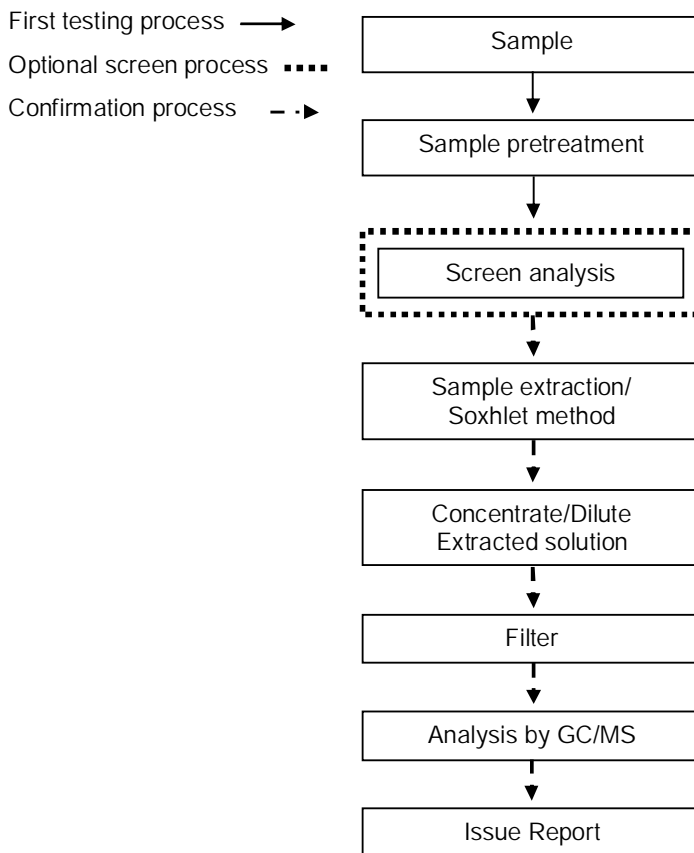 First testing process
Optional screen process
Confirmation process
Sample
Sample pretreatment
Screen analysis
Sample extraction/
Soxhlet method
Concentrate/Dilute
Extracted solution
Filter
Analysis by GC/MS
Issue Report